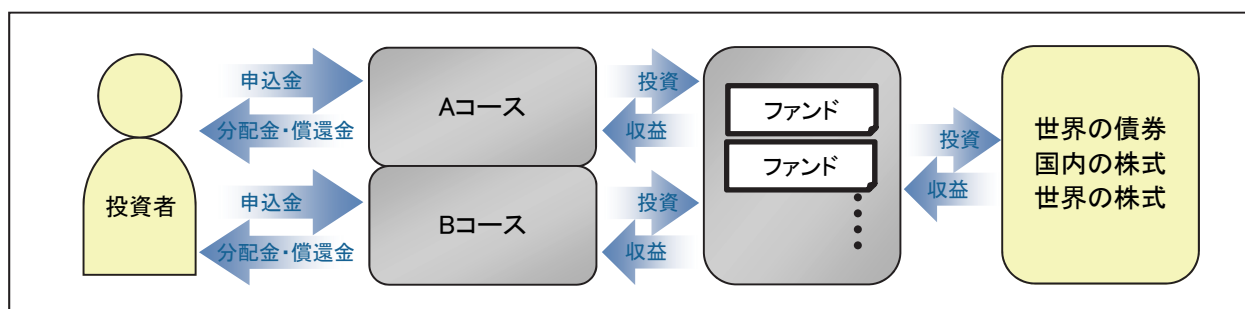 申込金
分配金・償還金
投資者
申込金
分配金・償還金
Aコース
Bコース
投資
収益
投資
収益
ファンド
ファンド
投資
収益
世界の債券
国内の株式
世界の株式